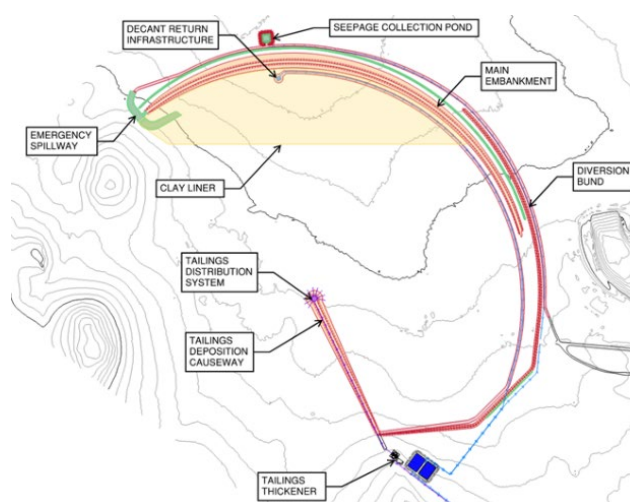 DECANT RETURN
INFRASTRUCTURE
SEEPAGE COLLECTION POND
MAIN
EMBANKMENT
EMERGENCY
SPILLWAY
CLAY LINER
DIVERSION
BUND
TAILINGS
DISTRIBUTION
SYSTEM
TAILINGS
DEPOSITION
CAUSEWAY
TAILINGS
THICKENER